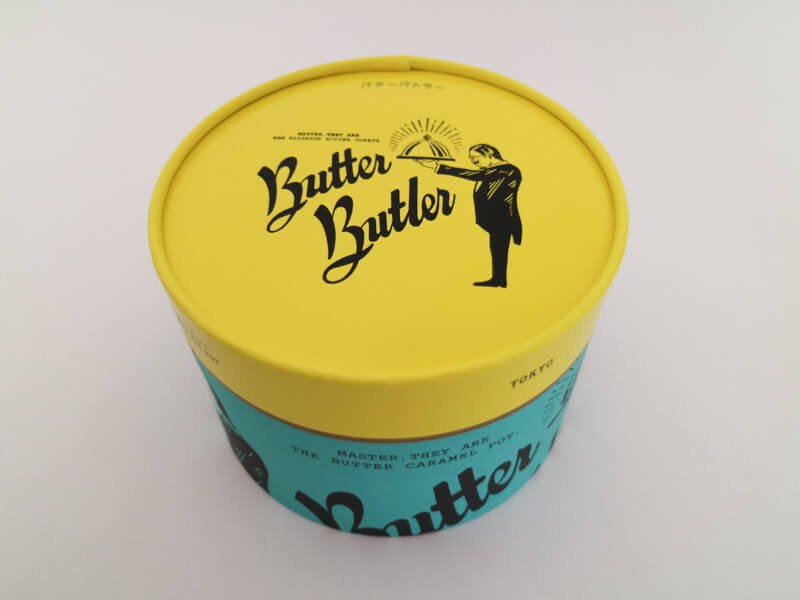 バターバトラー
MASTER, THEY ARE
Butter
Butler
TOKYO
MASTER, THEY ARE
THE BUTTER CARAMEL POT.
Butter